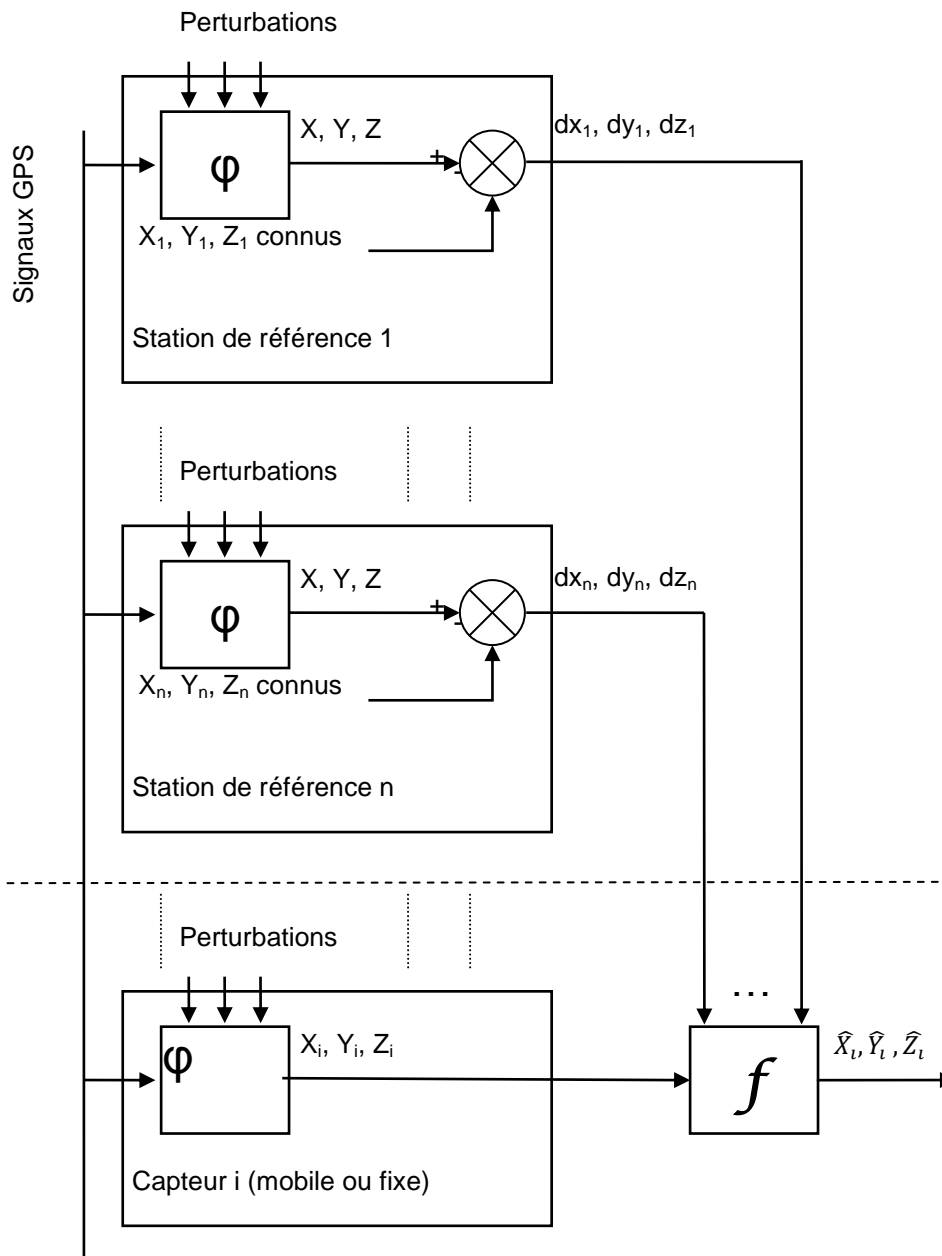 Perturbations
Signaux GPS
φ
X, Y, Z
+
-
dx₁, dy₁, dz₁
X₁, Y₁, Z₁ connus
Station de référence 1
Perturbations
φ
X, Y, Z
+
-
dxₙ, dyₙ, dzₙ
Xₙ, Yₙ, Zₙ connus
Station de référence n
Perturbations
φ
Xᵢ, Yᵢ, Zᵢ
...
f
X̂ᵢ, Ŷᵢ, Ẑᵢ
Capteur i (mobile ou fixe)